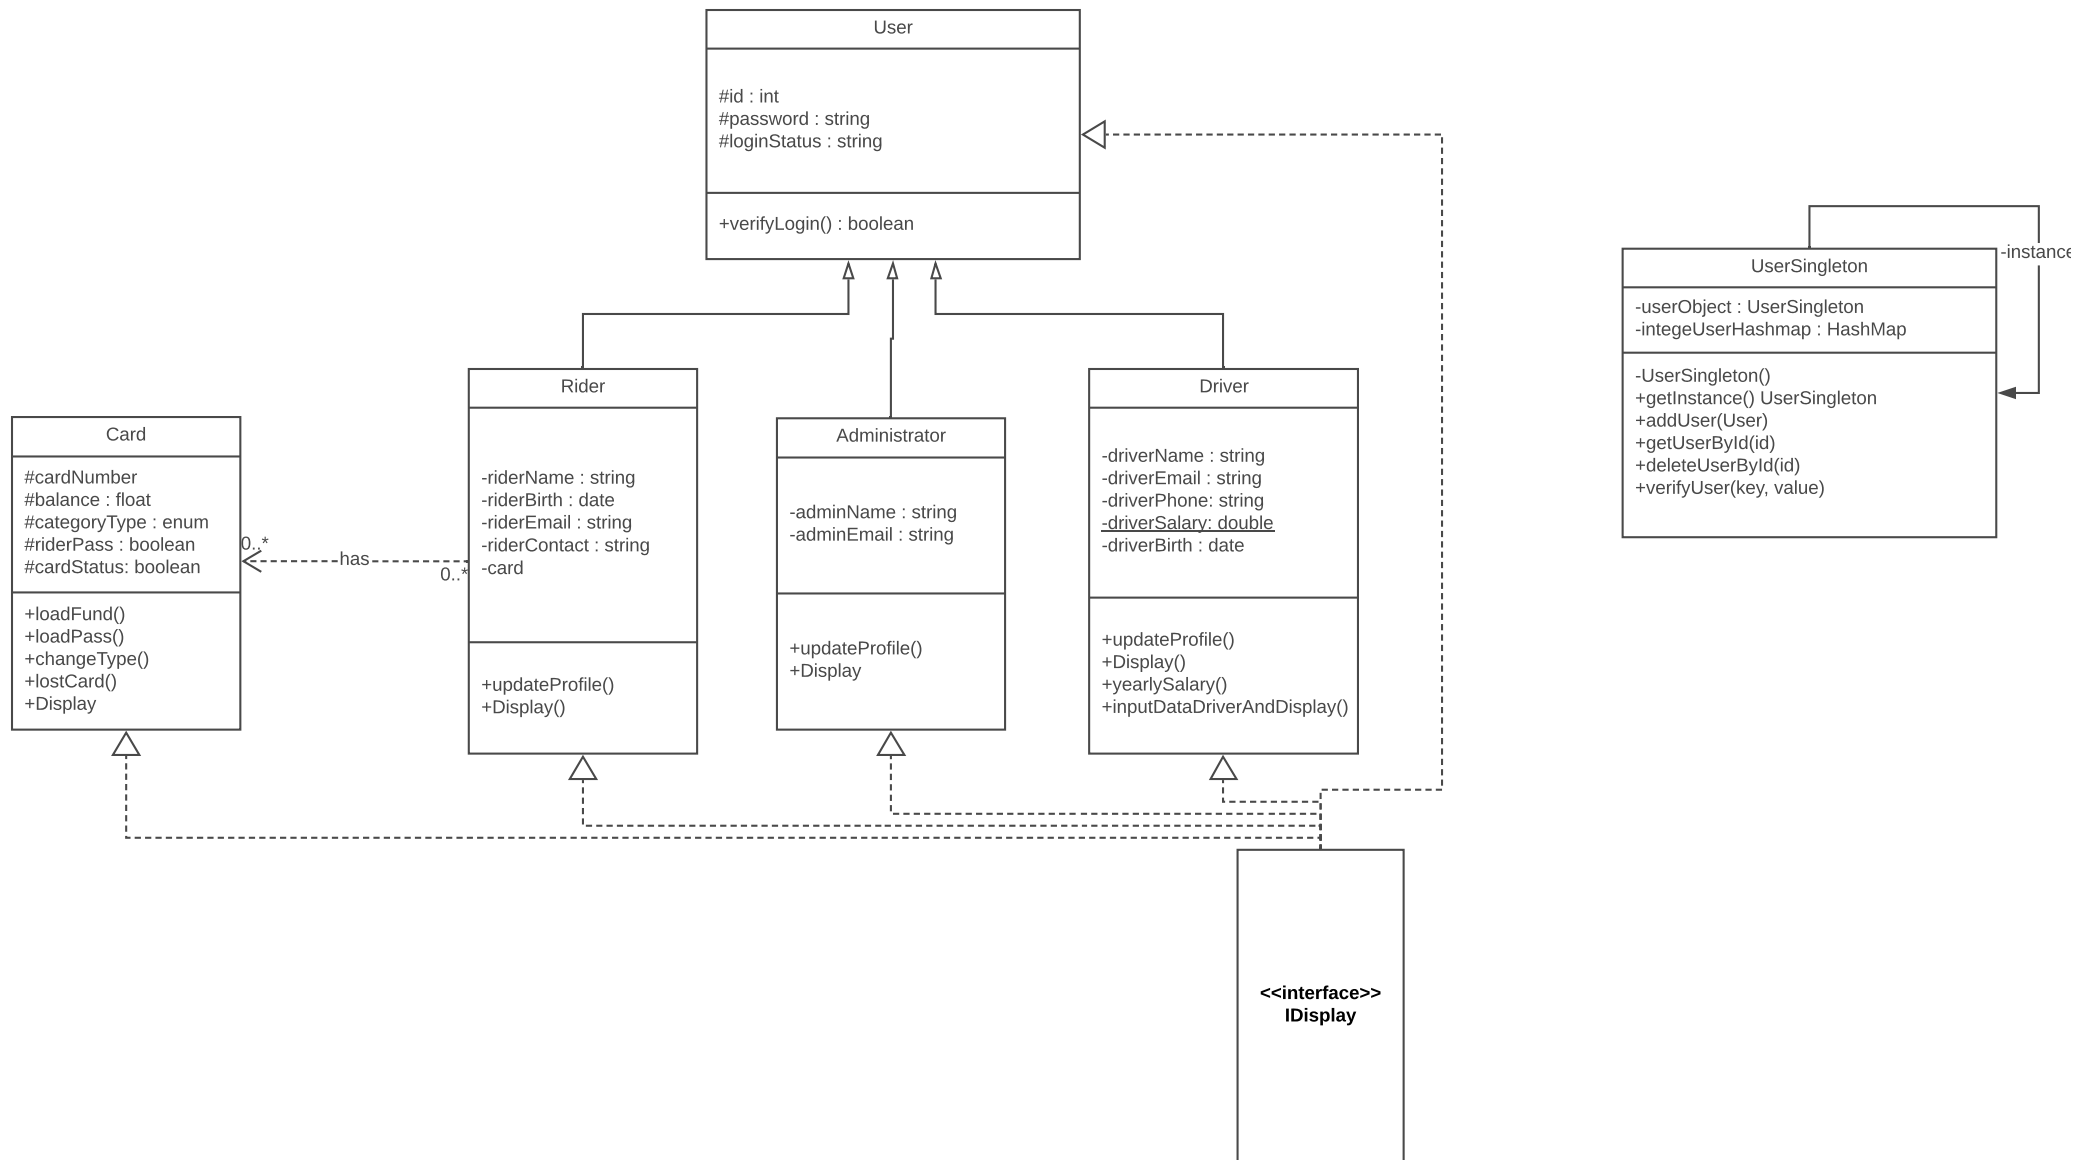 User
#id : int
#password : string
#loginStatus : string
+verifyLogin() : boolean
-instance
UserSingleton
-userObject : UserSingleton
-integeUserHashmap : HashMap
-UserSingleton()
+getInstance() UserSingleton
+addUser(User)
+getUserById(id)
+deleteUserById(id)
+verifyUser(key, value)
Card
#cardNumber
#balance : float
#categoryType : enum
#riderPass : boolean
#cardStatus: boolean
+loadFund()
+loadPass()
+changeType()
+lostCard()
+Display
0..*
has
0..*
Rider
-riderName : string
-riderBirth : date
-riderEmail : string
-riderContact : string
-card
+updateProfile()
+Display()
Administrator
-adminName : string
-adminEmail : string
+updateProfile()
+Display
Driver
-driverName : string
-driverEmail : string
-driverPhone: string
-driverSalary: double
-driverBirth : date
+updateProfile()
+Display()
+yearlySalary()
+inputDataDriverAndDisplay()
<<interface>>
IDisplay